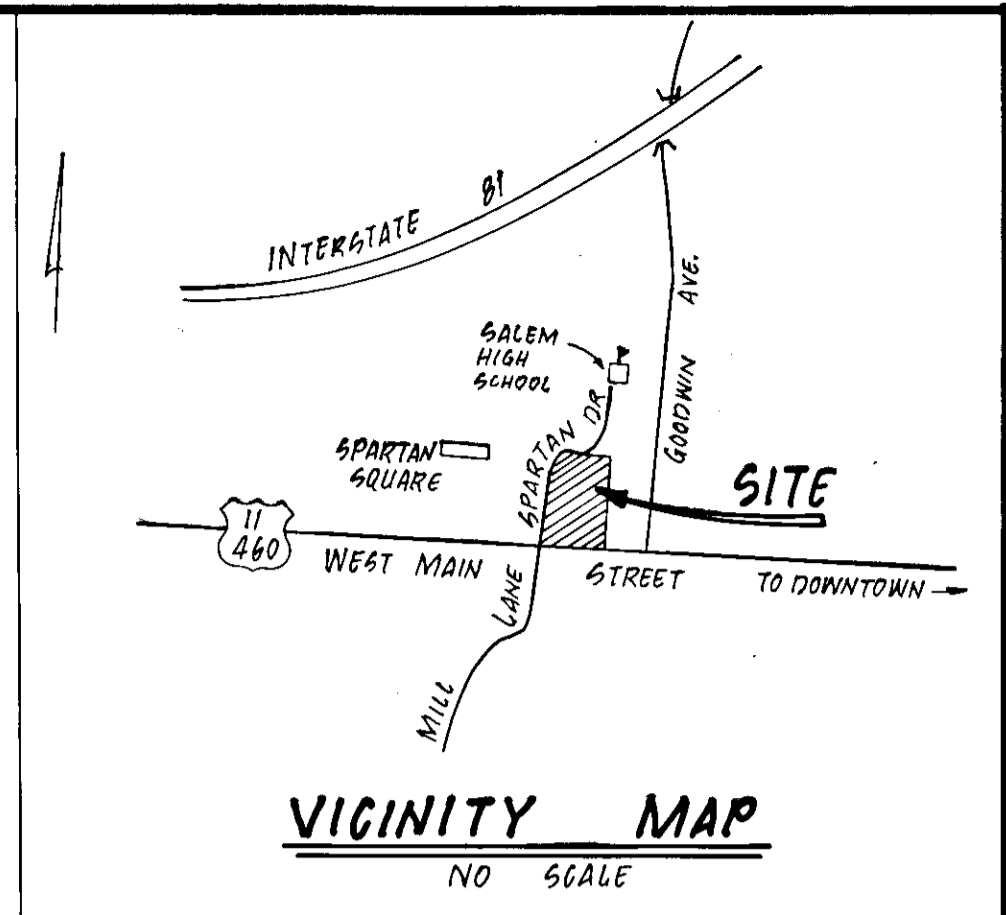 INTERSTATE 81
SALEM
HIGH
SCHOOL
GOODWIN AVE.
SPARTAN DR
SPARTAN
SQUARE
SITE
11
460
WEST MAIN STREET
TO DOWNTOWN
MILL LANE
VICINITY MAP
NO SCALE